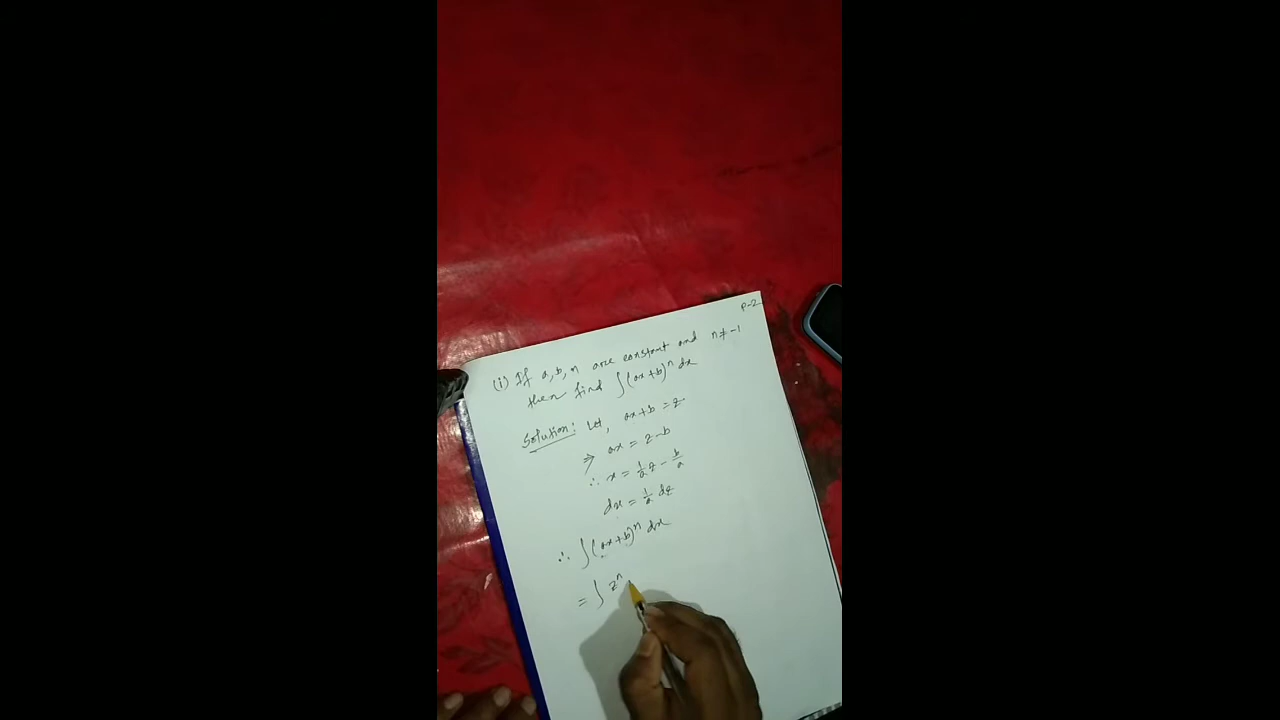 P-2
(i) If a, b, n are constant and n ≠ -1
then find ∫(ax+b)ⁿ dx
Solution: Let, ax+b = z
⇒ ax = z-b
∴ x = 1/a z - b/a
dx = 1/a dz
∴ ∫(ax+b)ⁿ dx
= ∫ zⁿ